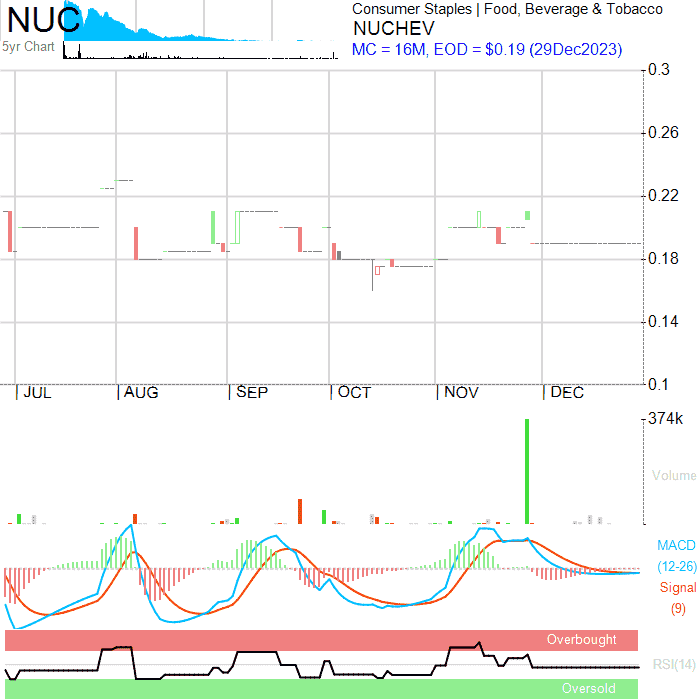 NUC
5yr Chart
Consumer Staples | Food, Beverage & Tobacco
NUCHEV
MC = 16M, EOD = $0.19 (29Dec2023)
0.3
0.26
0.22
0.18
0.14
0.1
JUL AUG SEP OCT NOV DEC
374k
Volume
MACD
(12-26)
Signal
(9)
Overbought
RSI(14)
Oversold